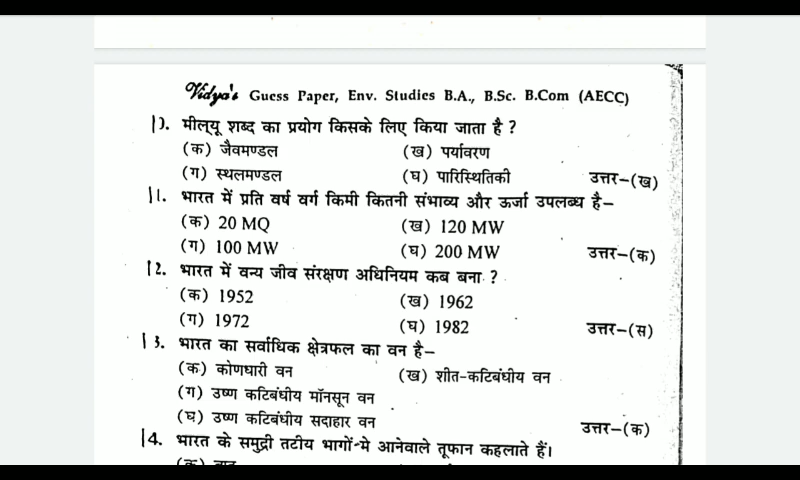 Vidya's Guess Paper, Env. Studies B.A., B.Sc. B.Com (AECC)
10. मील्यू शब्द का प्रयोग किसके लिए किया जाता है ?
(क) जैवमण्डल (ख) पर्यावरण
(ग) स्थलमण्डल (घ) पारिस्थितिकी उत्तर–(ख)
11. भारत में प्रति वर्ष वर्ग किमी कितनी संभाव्य और ऊर्जा उपलब्ध है–
(क) 20 MQ (ख) 120 MW
(ग) 100 MW (घ) 200 MW उत्तर–(क)
12. भारत में वन्य जीव संरक्षण अधिनियम कब बना ?
(क) 1952 (ख) 1962
(ग) 1972 (घ) 1982 उत्तर–(स)
13. भारत का सर्वाधिक क्षेत्रफल का वन है–
(क) कोणधारी वन (ख) शीत-कटिबंधीय वन
(ग) उष्ण कटिबंधीय मॉनसून वन
(घ) उष्ण कटिबंधीय सदाहार वन उत्तर–(क)
14. भारत के समुद्री तटीय भागों-मे आनेवाले तूफान कहलाते हैं।